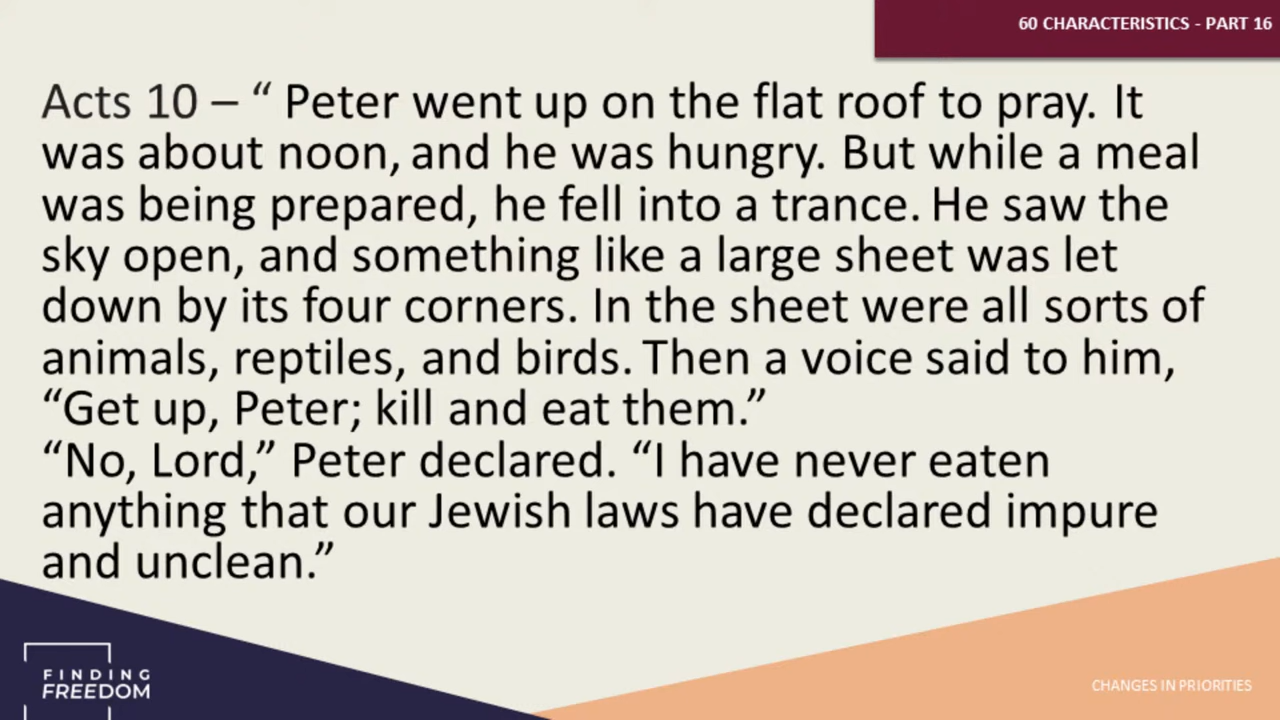 60 CHARACTERISTICS - PART 16
Acts 10 – “ Peter went up on the flat roof to pray. It
was about noon, and he was hungry. But while a meal
was being prepared, he fell into a trance. He saw the
sky open, and something like a large sheet was let
down by its four corners. In the sheet were all sorts of
animals, reptiles, and birds. Then a voice said to him,
“Get up, Peter; kill and eat them.”
“No, Lord,” Peter declared. “I have never eaten
anything that our Jewish laws have declared impure
and unclean.”
FINDING
FREEDOM
CHANGES IN PRIORITIES